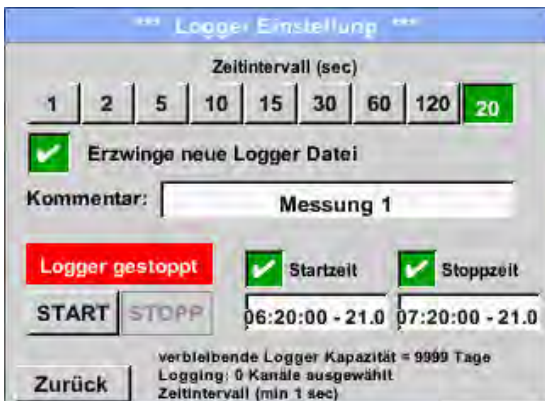 *** Logger Einstellung ***
Zeitintervall (sec)
1 2 5 10 15 30 60 120 20
Erzwinge neue Logger Datei
Kommentar: Messung 1
Logger gestoppt Startzeit Stoppzeit
START STOPP 06:20:00 - 21.0 07:20:00 - 21.0
verbleibende Logger Kapazität = 9999 Tage
Logging: 0 Kanäle ausgewählt
Zurück Zeitintervall (min 1 sec)